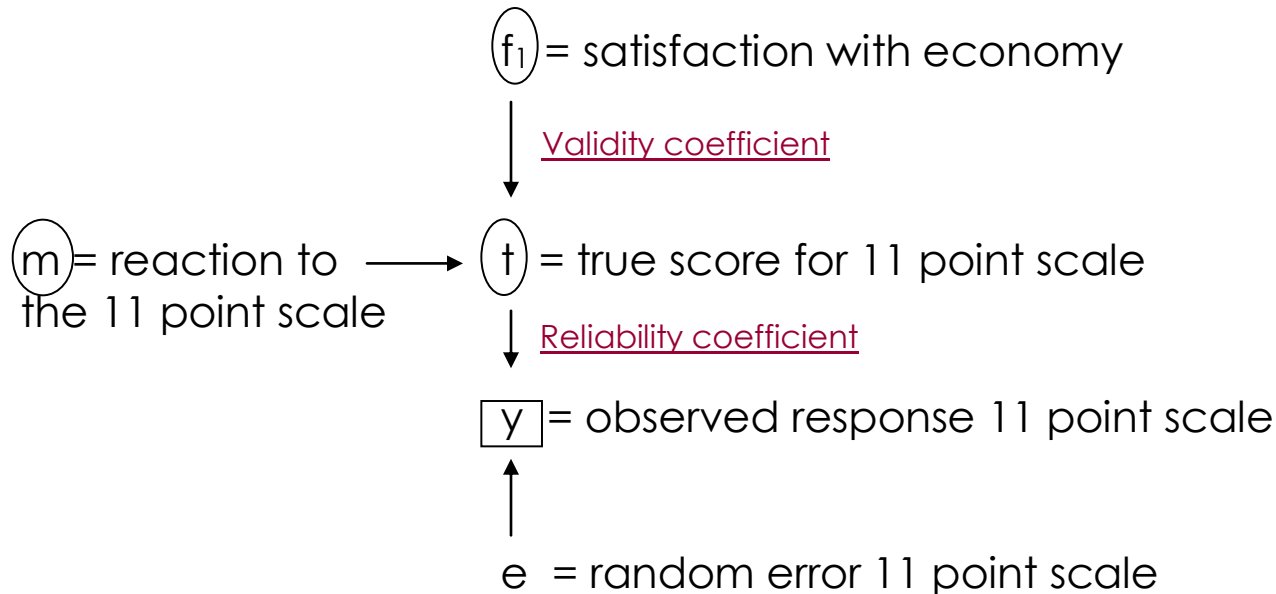 f₁ = satisfaction with economy
Validity coefficient
m = reaction to
the 11 point scale
t = true score for 11 point scale
Reliability coefficient
y = observed response 11 point scale
e = random error 11 point scale